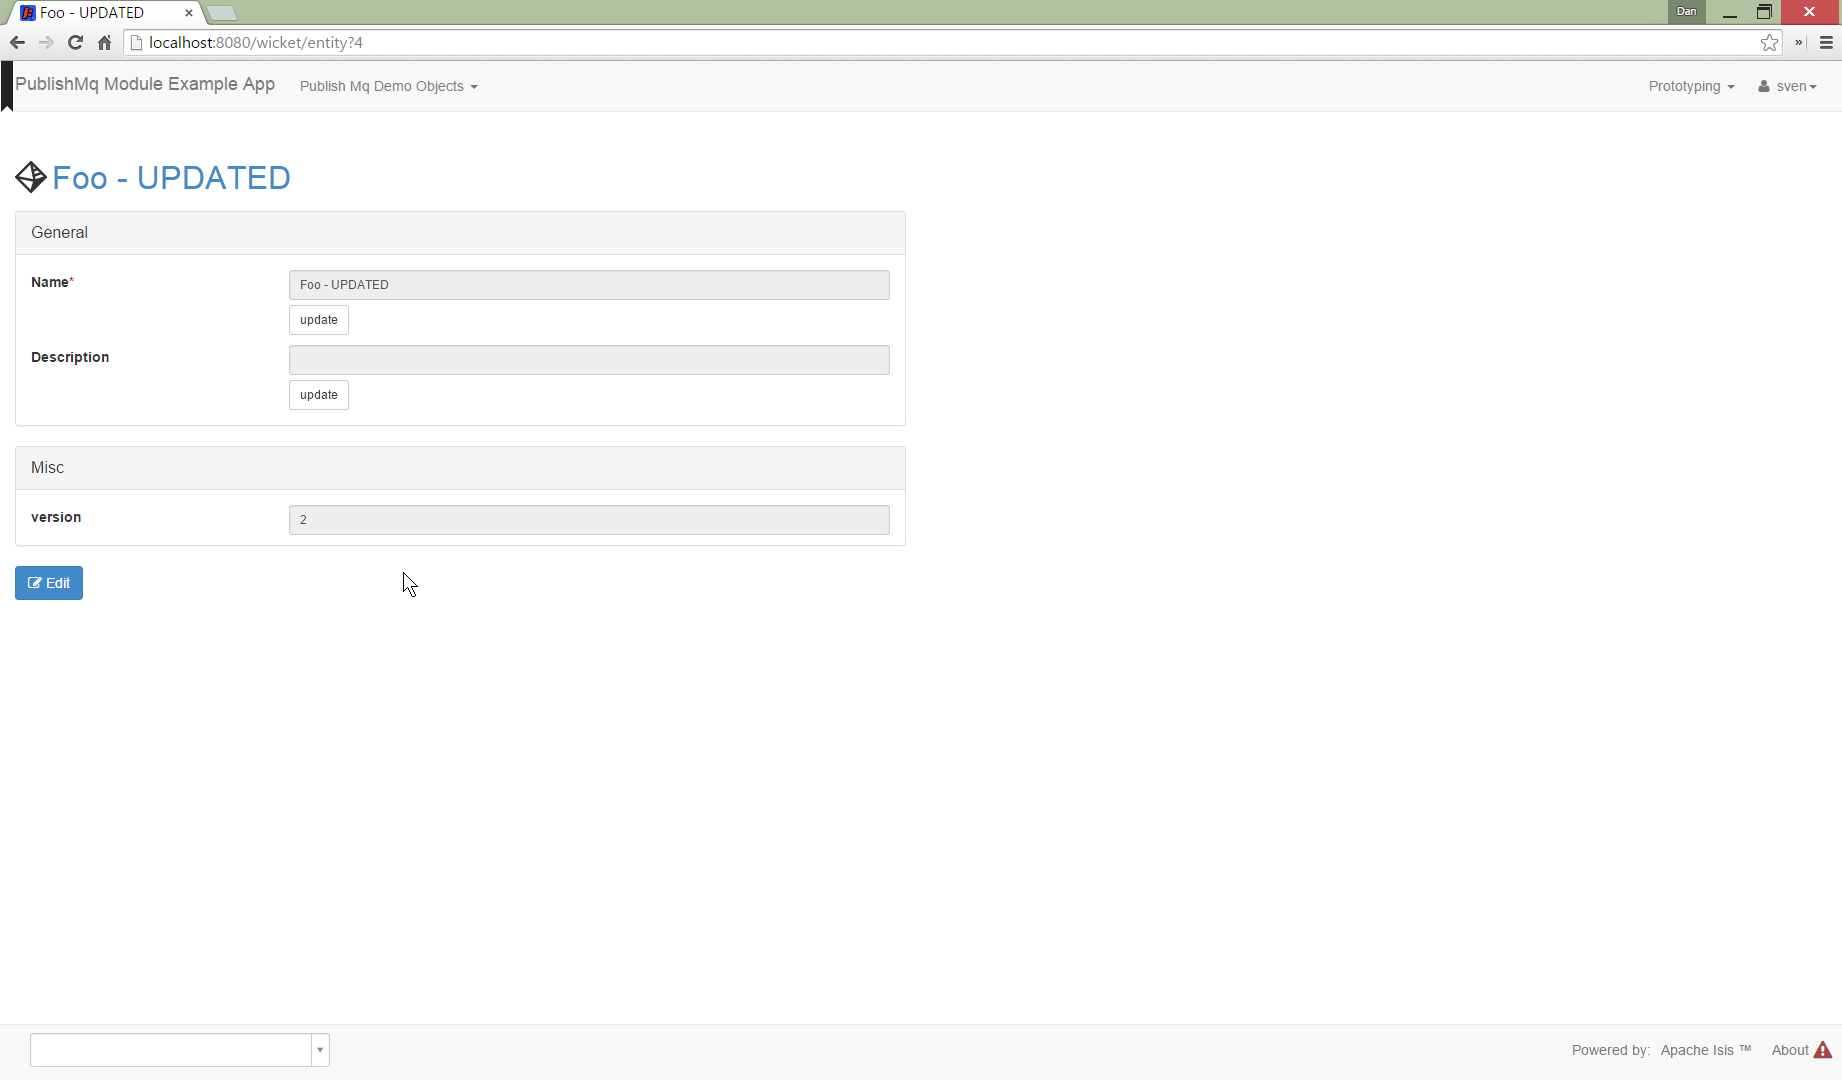 Foo - UPDATED
Dan
localhost:8080/wicket/entity?4
PublishMq Module Example App
Publish Mq Demo Objects
Prototyping
sven
Foo - UPDATED
General
Name*
Foo - UPDATED
update
Description
update
Misc
version
2
Edit
Powered by: Apache Isis ™
About